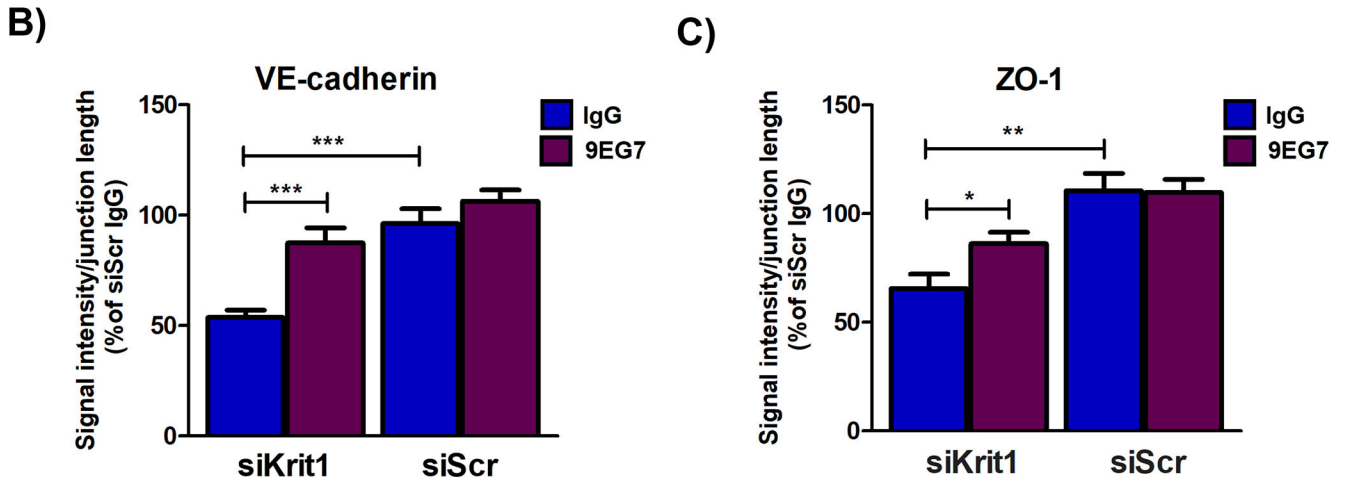 B)
VE-cadherin
Signal intensity/junction length
(%of siScr IgG)
150
100
50
0
***
***
IgG
9EG7
siKrit1
siScr
C)
ZO-1
Signal intensity/junction length
(%of siScr IgG)
150
100
50
0
**
*
IgG
9EG7
siKrit1
siScr